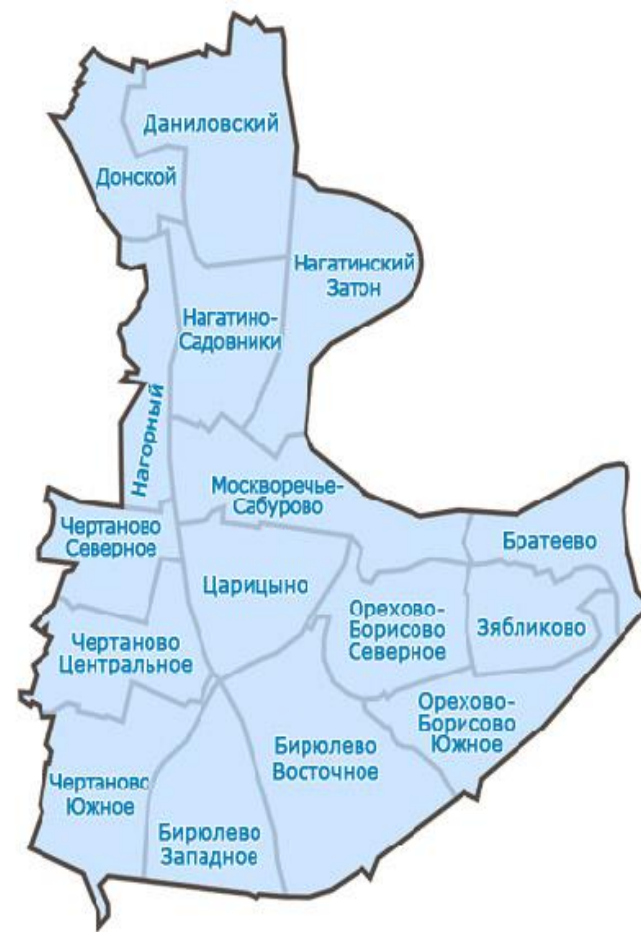 Даниловский
Донской
Нагатинский
Затон
Нагатино-
Садовники
Нагорный
Москворечье-
Сабурово
Чертаново
Северное
Братеево
Царицыно
Орехово-
Борисово
Северное
Зябликово
Чертаново
Центральное
Орехово-
Борисово
Южное
Бирюлево
Восточное
Чертаново
Южное
Бирюлево
Западное